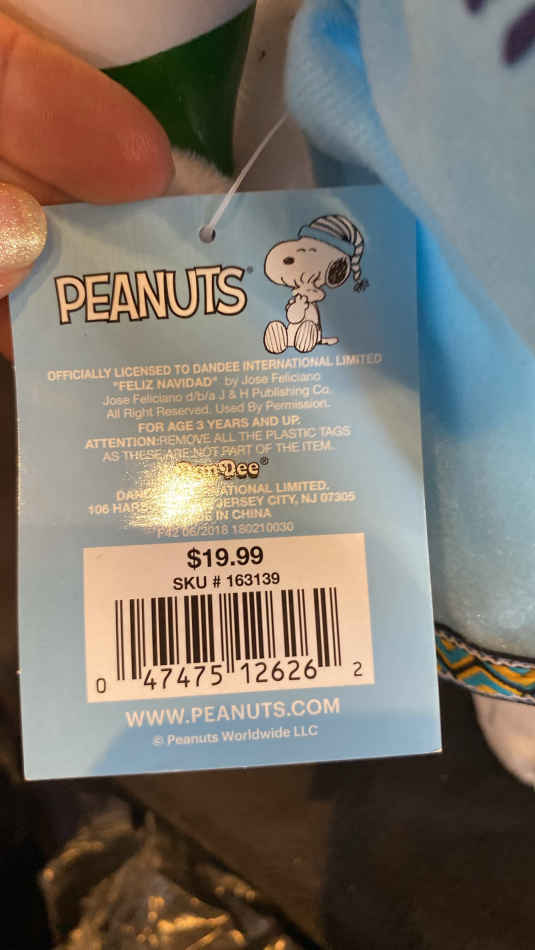 PEANUTS®
OFFICIALLY LICENSED TO DANDEE INTERNATIONAL LIMITED
"FELIZ NAVIDAD" by Jose Feliciano
Jose Feliciano d/b/a J & H Publishing Co.
All Right Reserved. Used By Permission.
FOR AGE 3 YEARS AND UP.
ATTENTION:REMOVE ALL THE PLASTIC TAGS
AS THESE ARE NOT PART OF THE ITEM.
DanDee®
LIMITED.
106 JERSEY CITY, NJ 07305
IN CHINA
F42 06/2018 180210030
$19.99
SKU # 163139
0 47475 12626 2
WWW.PEANUTS.COM
© Peanuts Worldwide LLC